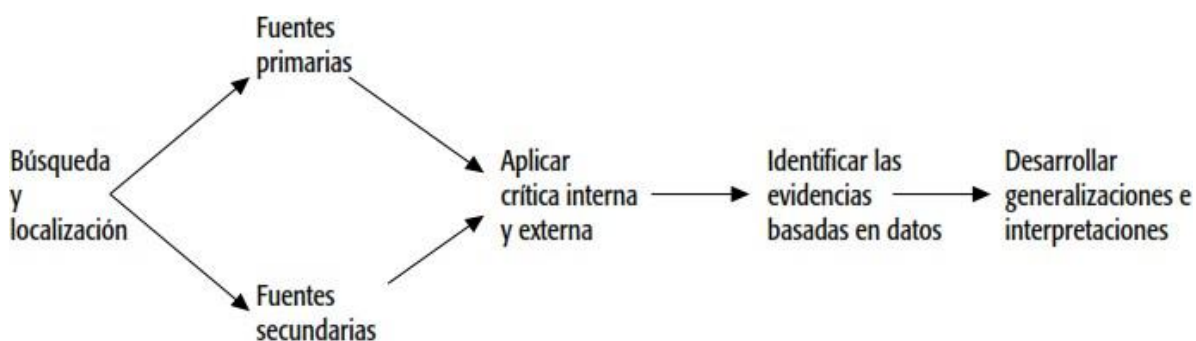 Fuentes
primarias
Búsqueda
y
localización
Fuentes
secundarias
Aplicar
crítica interna
y externa
Identificar las
evidencias
basadas en datos
Desarrollar
generalizaciones e
interpretaciones